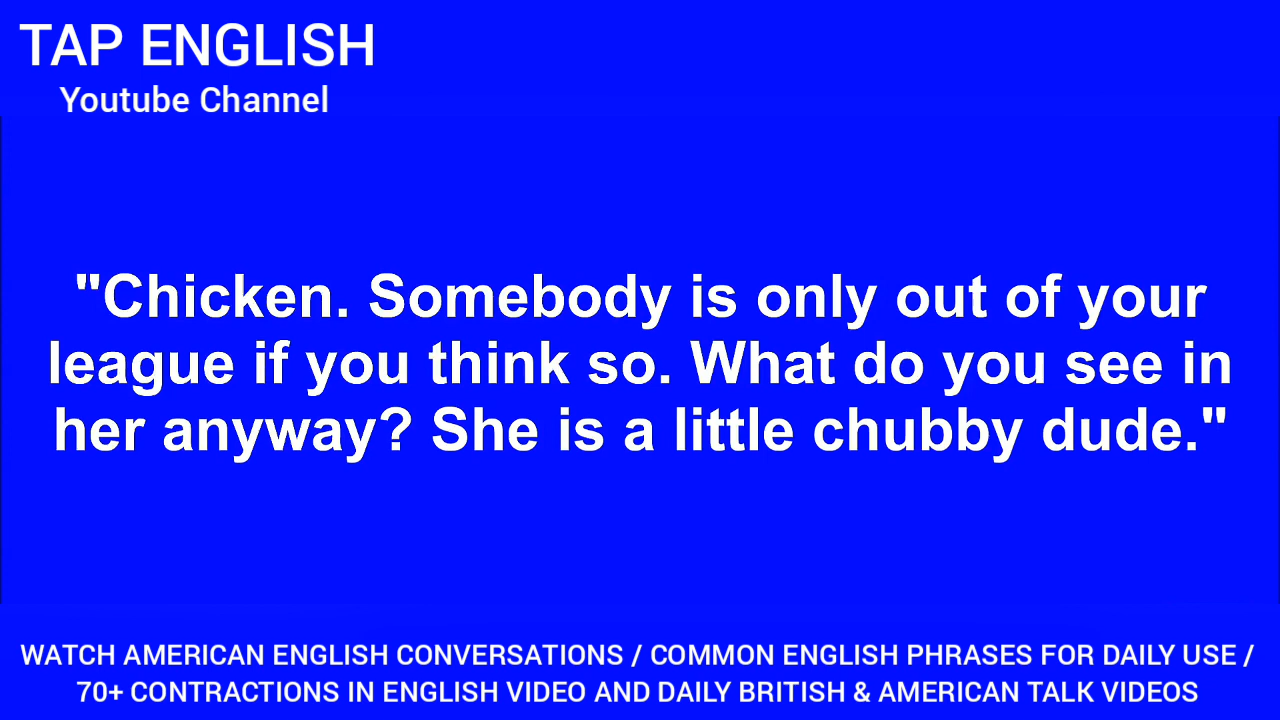 TAP ENGLISH
Youtube Channel
"Chicken. Somebody is only out of your
league if you think so. What do you see in
her anyway? She is a little chubby dude."
WATCH AMERICAN ENGLISH CONVERSATIONS / COMMON ENGLISH PHRASES FOR DAILY USE /
70+ CONTRACTIONS IN ENGLISH VIDEO AND DAILY BRITISH & AMERICAN TALK VIDEOS